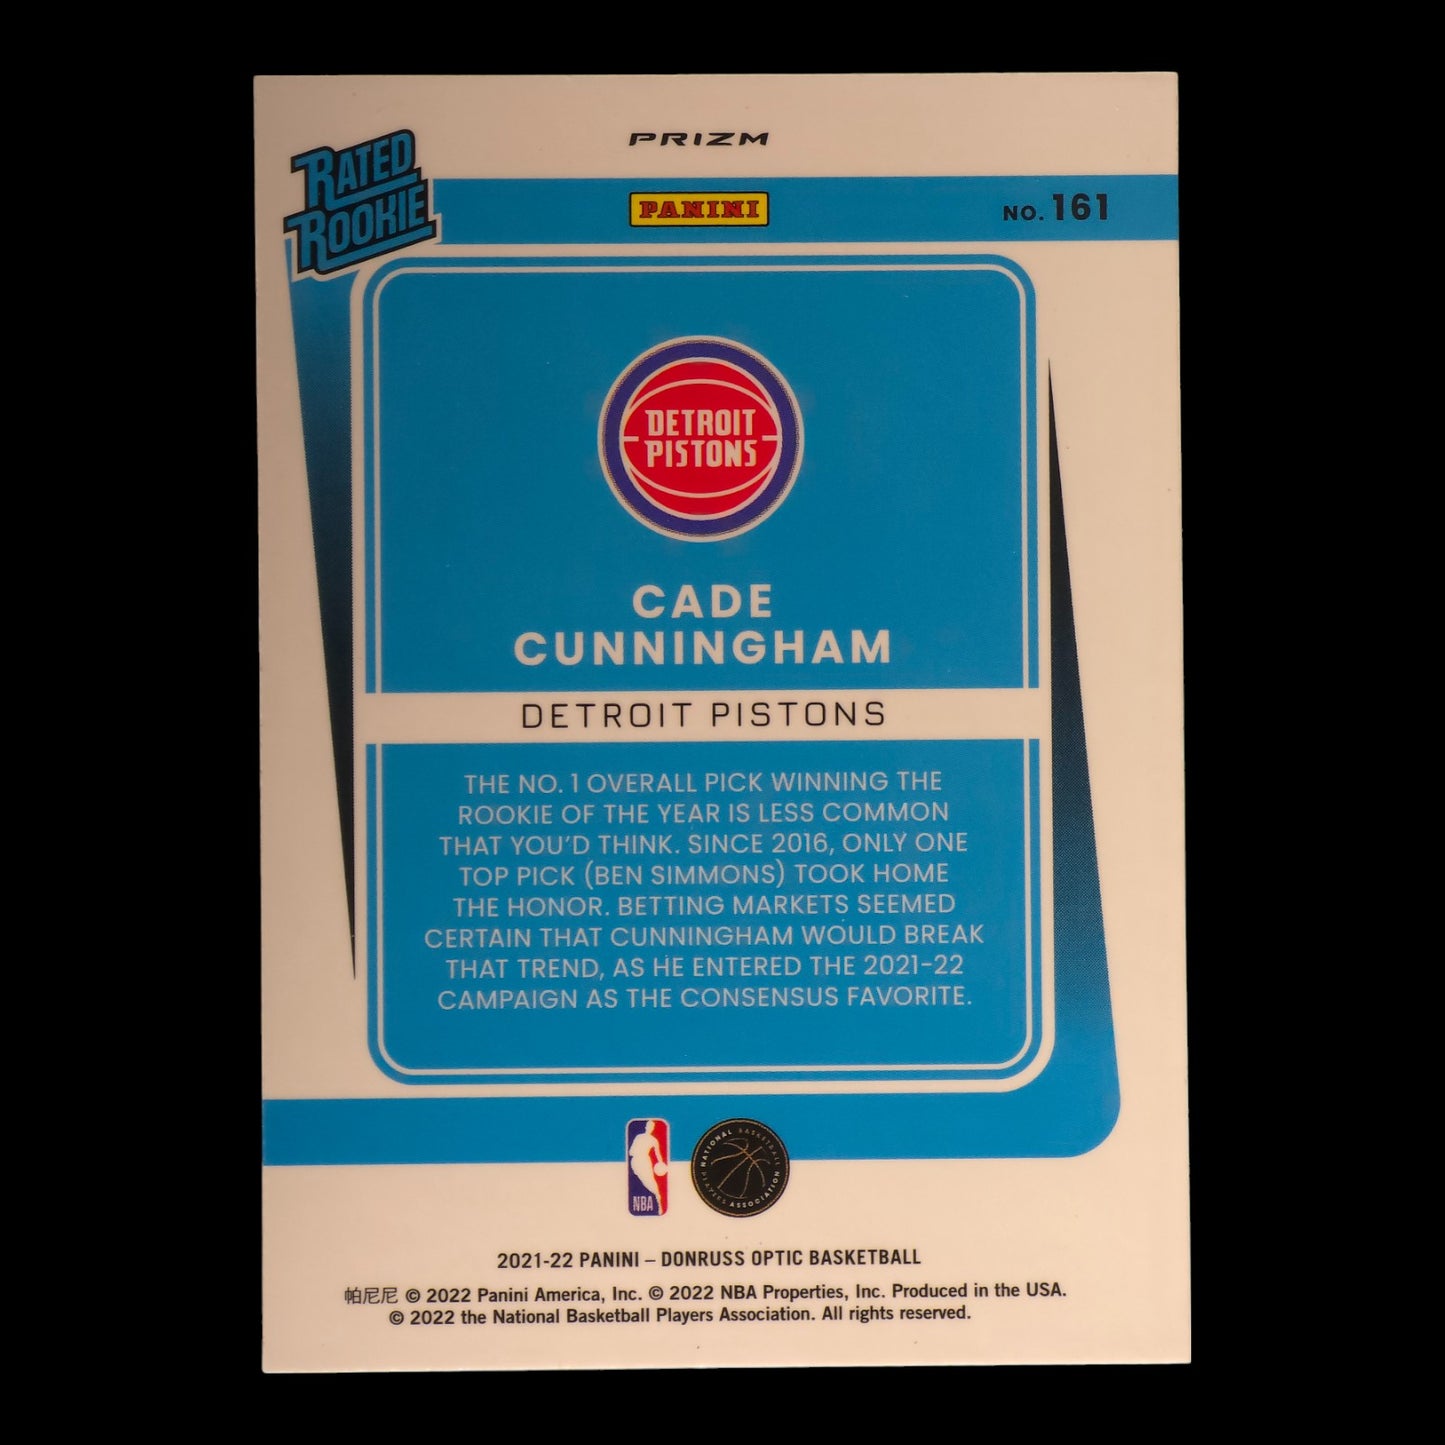 PRIZM
RATED
ROOKIE
PANINI
NO. 161
DETROIT
PISTONS
CADE
CUNNINGHAM
DETROIT PISTONS
THE NO. 1 OVERALL PICK WINNING THE
ROOKIE OF THE YEAR IS LESS COMMON
THAT YOU'D THINK. SINCE 2016, ONLY ONE
TOP PICK (BEN SIMMONS) TOOK HOME
THE HONOR. BETTING MARKETS SEEMED
CERTAIN THAT CUNNINGHAM WOULD BREAK
THAT TREND, AS HE ENTERED THE 2021-22
CAMPAIGN AS THE CONSENSUS FAVORITE.
NBA
NATIONAL BASKETBALL
PLAYERS ASSOCIATION
2021-22 PANINI – DONRUSS OPTIC BASKETBALL
帕尼尼 © 2022 Panini America, Inc. © 2022 NBA Properties, Inc. Produced in the USA.
© 2022 the National Basketball Players Association. All rights reserved.